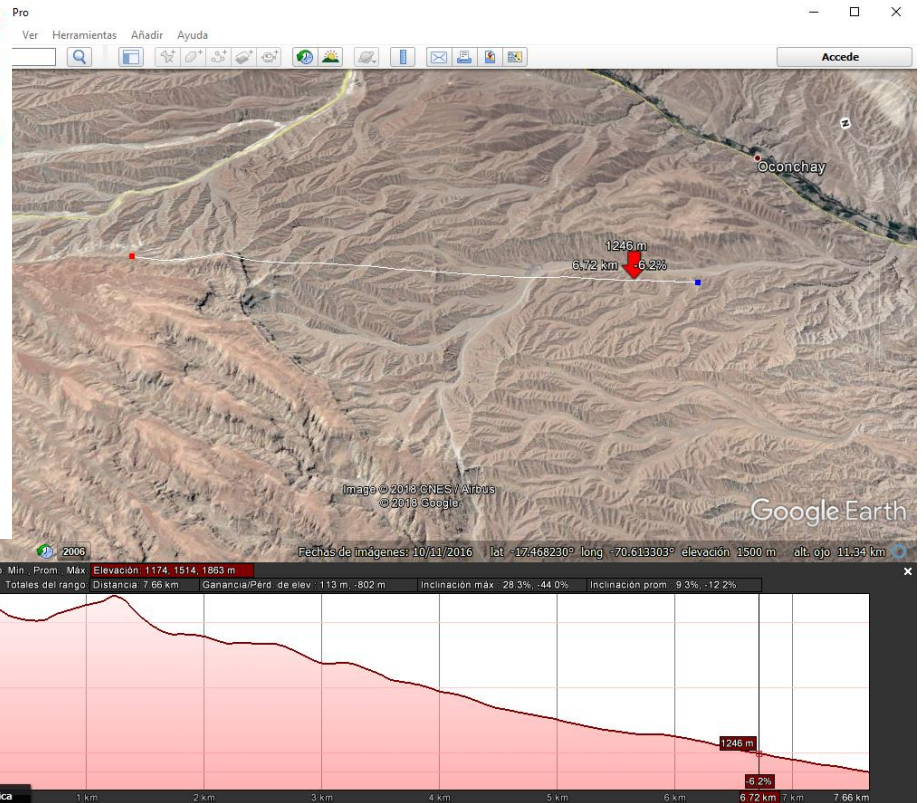 Pro
Ver Herramientas Añadir Ayuda
Accede
N
Oconchay
1246 m
6.72 km -6.2%
Image © 2018 CNES / Airbus
© 2018 Google
Google Earth
2006
Fechas de imágenes: 10/11/2016 lat -17.468230° long -70.613303° elevación 1500 m alt. ojo 11.34 km
Mín., Prom., Máx. Elevación: 1174, 1514, 1863 m
Totales del rango: Distancia: 7.66 km Ganancia/Pérd. de elev.: 113 m, -802 m Inclinación máx.: 28.3%, -44.0% Inclinación prom.: 9.3%, -12.2%
1246 m
-6.2%
ica 1 km 2 km 3 km 4 km 5 km 6 km 6.72 km 7 km 7.66 km